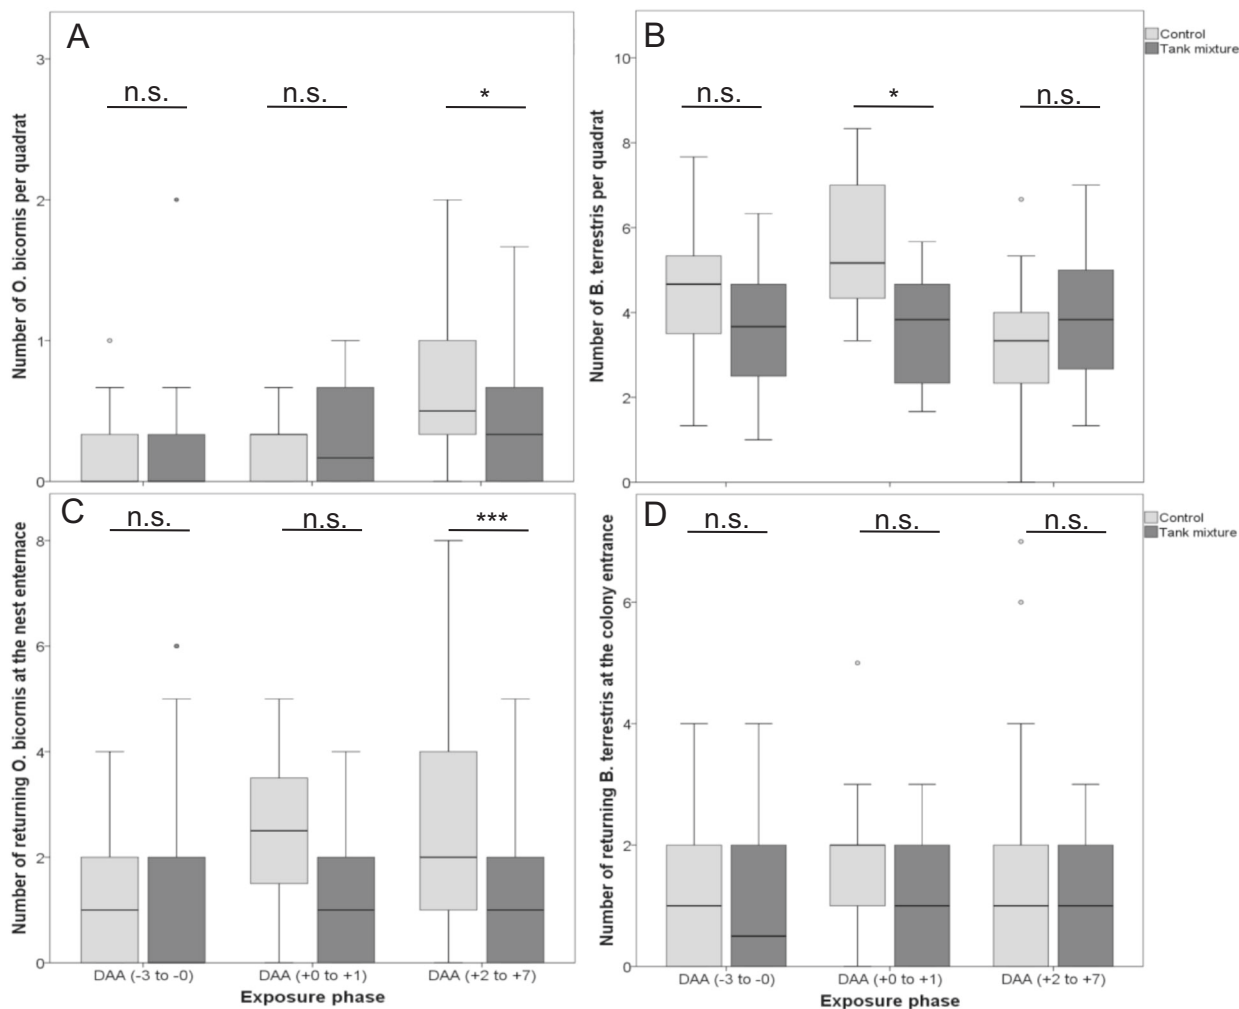 A
3
2
1
0
Number of O. bicornis per quadrat
n.s.
n.s.
*
B
10
8
6
4
2
0
Number of B. terrestris per quadrat
n.s.
*
n.s.
Control
Tank mixture
C
8
6
4
2
0
Number of returning O. bicornis at the nest enternace
n.s.
n.s.
***
DAA (-3 to -0)
DAA (+0 to +1)
DAA (+2 to +7)
Exposure phase
D
6
4
2
0
Number of returning B. terrestris at the colony entrance
n.s.
n.s.
n.s.
Control
Tank mixture
DAA (-3 to -0)
DAA (+0 to +1)
DAA (+2 to +7)
Exposure phase